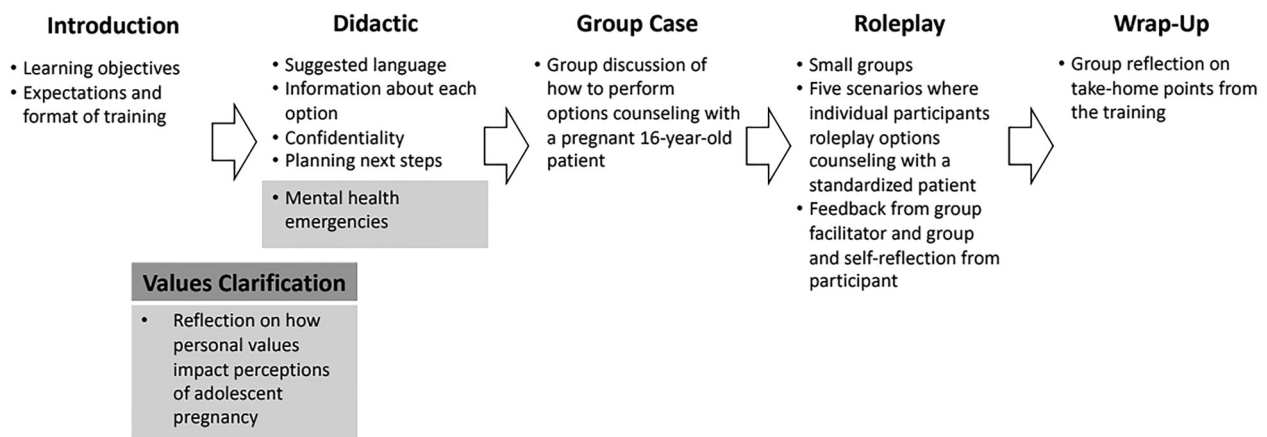 Introduction
• Learning objectives
• Expectations and
format of training
Didactic
• Suggested language
• Information about each
option
• Confidentiality
• Planning next steps
• Mental health
emergencies
Values Clarification
• Reflection on how
personal values
impact perceptions
of adolescent
pregnancy
Group Case
• Group discussion of
how to perform
options counseling with
a pregnant 16-year-old
patient
Roleplay
• Small groups
• Five scenarios where
individual participants
roleplay options
counseling with a
standardized patient
• Feedback from group
facilitator and group
and self-reflection from
participant
Wrap-Up
• Group reflection on
take-home points from
the training